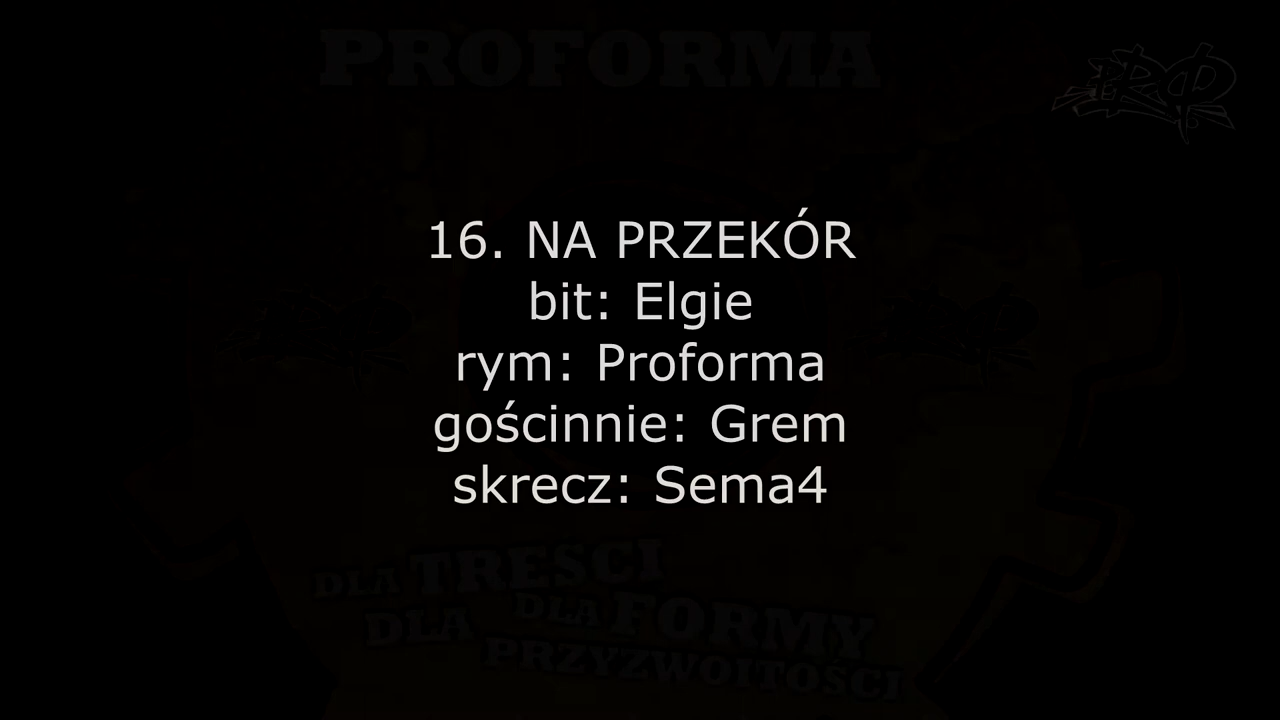 PROFORMA
16. NA PRZEKÓR
bit: Elgie
rym: Proforma
gościnnie: Grem
skrecz: Sema4
DLA TREŚCI
DLA FORMY
DLA PRZYZWOITOŚCI